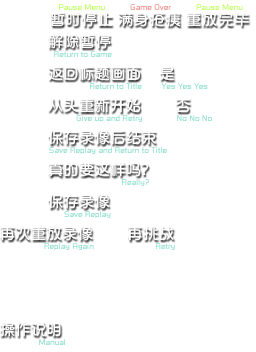 Pause Menu Game Over Pause Menu
暂时停止 满身疮痍 重放完毕
解除暂停
Return to Game
返回标题画面 是
Return to Title Yes Yes Yes
从头重新开始 否
Give up and Retry No No No
保存录像后结束
Save Replay and Return to Title
真的要这样吗?
Really?
保存录像
Save Replay
再次重放录像 再挑战
Replay Again Retry
操作说明
Manual